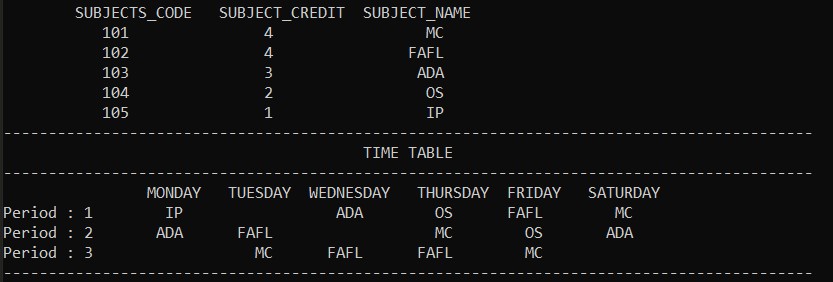 SUBJECTS_CODE SUBJECT_CREDIT SUBJECT_NAME
101 4 MC
102 4 FAFL
103 3 ADA
104 2 OS
105 1 IP
--------------------------------------------------------------------------------
TIME TABLE
--------------------------------------------------------------------------------
MONDAY TUESDAY WEDNESDAY THURSDAY FRIDAY SATURDAY
Period : 1 IP ADA OS FAFL MC
Period : 2 ADA FAFL MC OS ADA
Period : 3 MC FAFL FAFL MC
--------------------------------------------------------------------------------